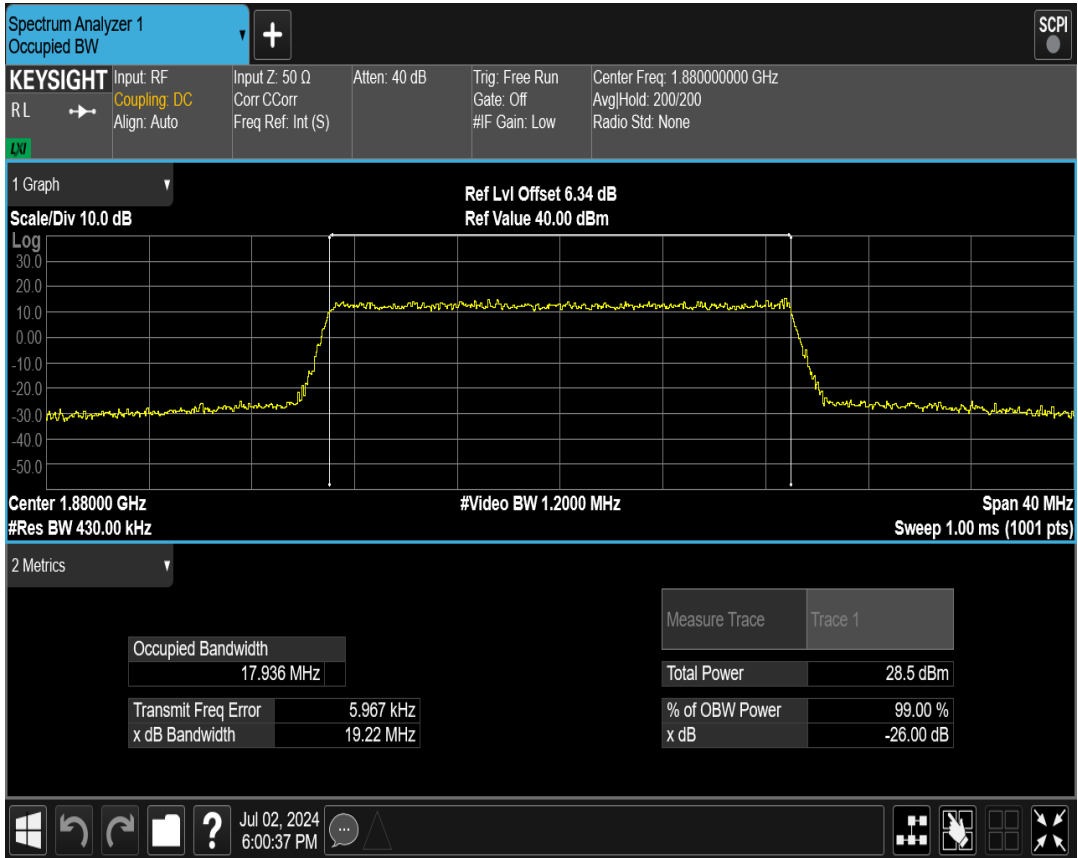 Spectrum Analyzer 1
Occupied BW
+
SCPI
KEYSIGHT
RL
LXI
Input: RF
Coupling: DC
Align: Auto
Input Z: 50 Ω
Corr CCorr
Freq Ref: Int (S)
Atten: 40 dB
Trig: Free Run
Gate: Off
#IF Gain: Low
Center Freq: 1.880000000 GHz
Avg|Hold: 200/200
Radio Std: None
1 Graph
Scale/Div 10.0 dB
Ref Lvl Offset 6.34 dB
Ref Value 40.00 dBm
Log
30.0
20.0
10.0
0.00
-10.0
-20.0
-30.0
-40.0
-50.0
Center 1.88000 GHz
#Video BW 1.2000 MHz
Span 40 MHz
#Res BW 430.00 kHz
Sweep 1.00 ms (1001 pts)
2 Metrics
Measure Trace Trace 1
Occupied Bandwidth
17.936 MHz
Total Power 28.5 dBm
Transmit Freq Error 5.967 kHz
% of OBW Power 99.00 %
x dB Bandwidth 19.22 MHz
x dB -26.00 dB
?
Jul 02, 2024
6:00:37 PM